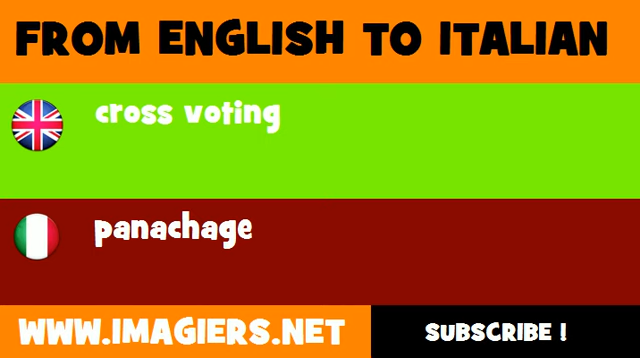 FROM ENGLISH TO ITALIAN
cross voting
panachage
WWW.IMAGIERS.NET
SUBSCRIBE !